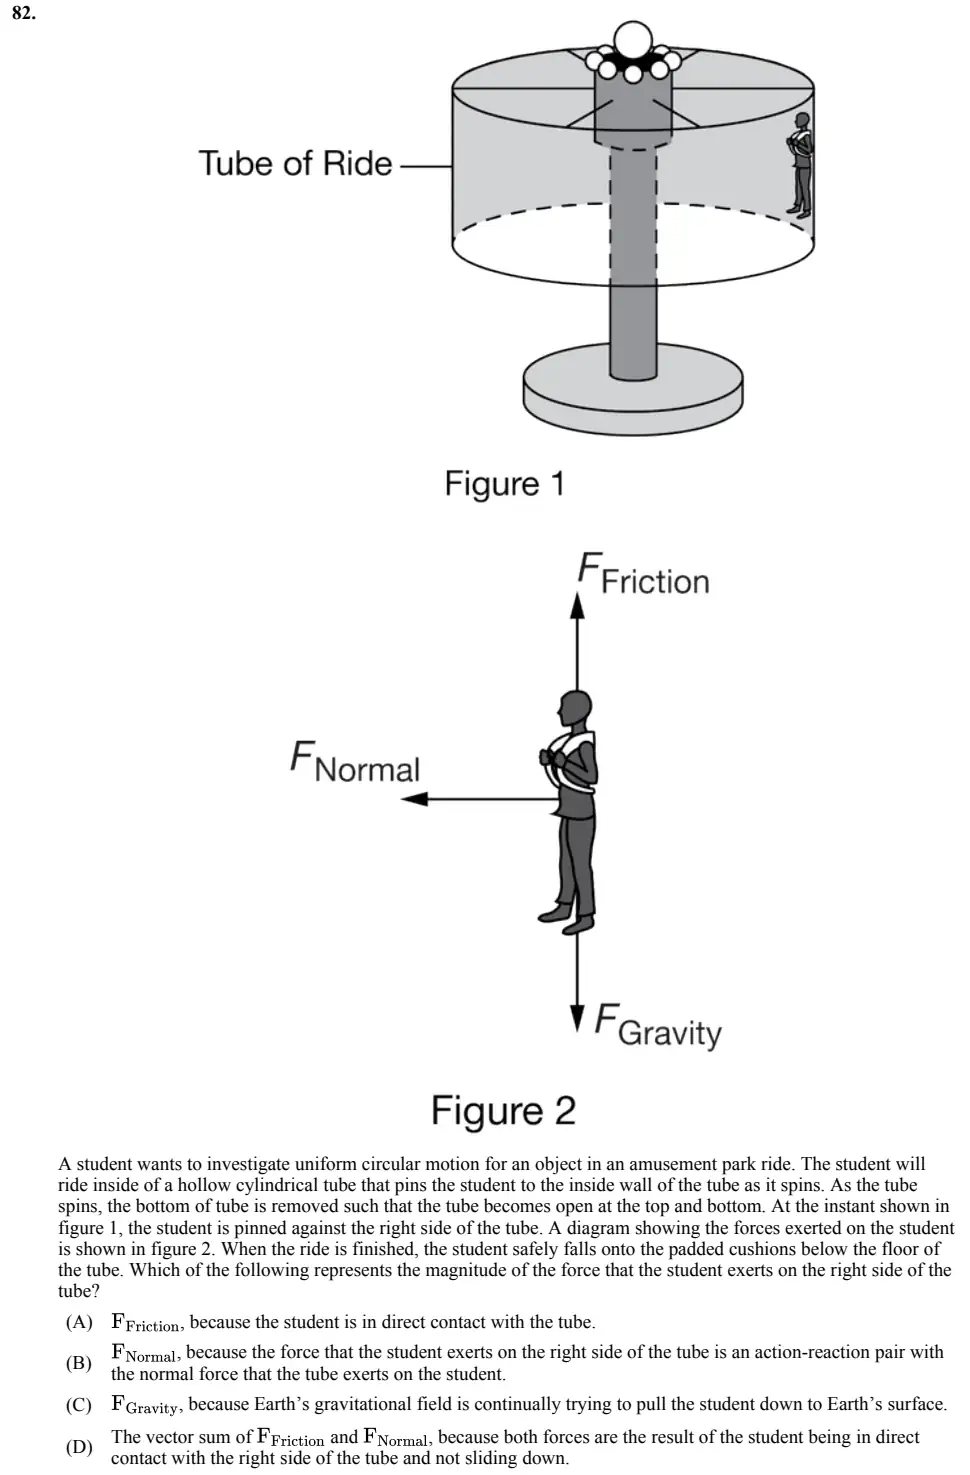 82.
Tube of Ride
Figure 1
F Friction
F Normal
F Gravity
Figure 2
A student wants to investigate uniform circular motion for an object in an amusement park ride. The student will
ride inside of a hollow cylindrical tube that pins the student to the inside wall of the tube as it spins. As the tube
spins, the bottom of tube is removed such that the tube becomes open at the top and bottom. At the instant shown in
figure 1, the student is pinned against the right side of the tube. A diagram showing the forces exerted on the student
is shown in figure 2. When the ride is finished, the student safely falls onto the padded cushions below the floor of
the tube. Which of the following represents the magnitude of the force that the student exerts on the right side of the
tube?
(A) F Friction, because the student is in direct contact with the tube.
(B) F Normal, because the force that the student exerts on the right side of the tube is an action-reaction pair with
the normal force that the tube exerts on the student.
(C) F Gravity, because Earth's gravitational field is continually trying to pull the student down to Earth's surface.
(D) The vector sum of F Friction and F Normal, because both forces are the result of the student being in direct
contact with the right side of the tube and not sliding down.